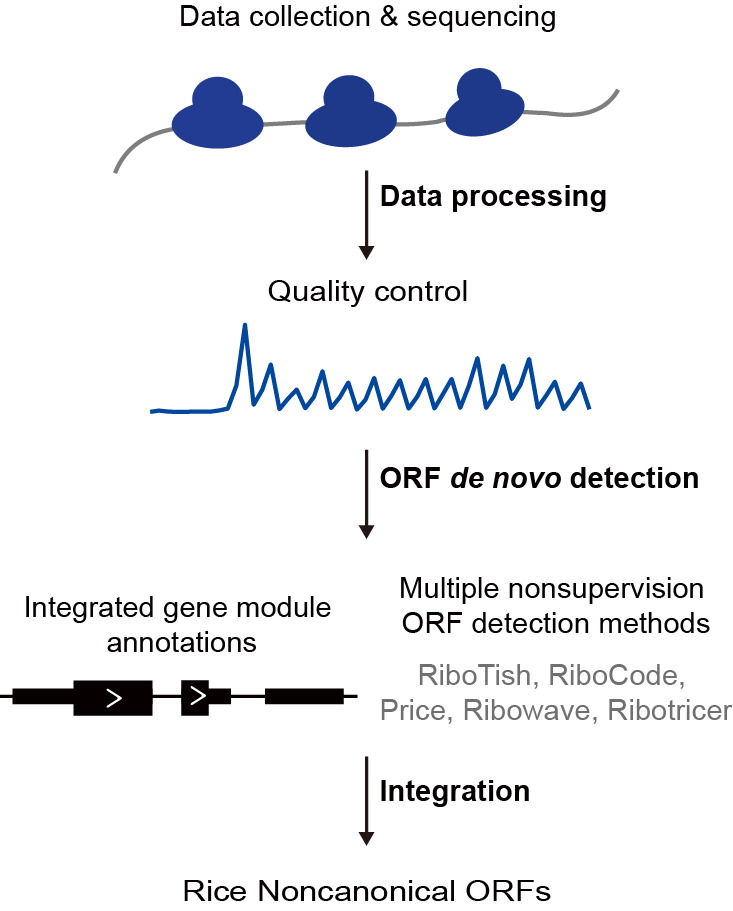 Data collection & sequencing
Data processing
Quality control
ORF de novo detection
Integrated gene module
annotations
Multiple nonsupervision
ORF detection methods
RiboTish, RiboCode,
Price, Ribowave, Ribotricer
Integration
Rice Noncanonical ORFs